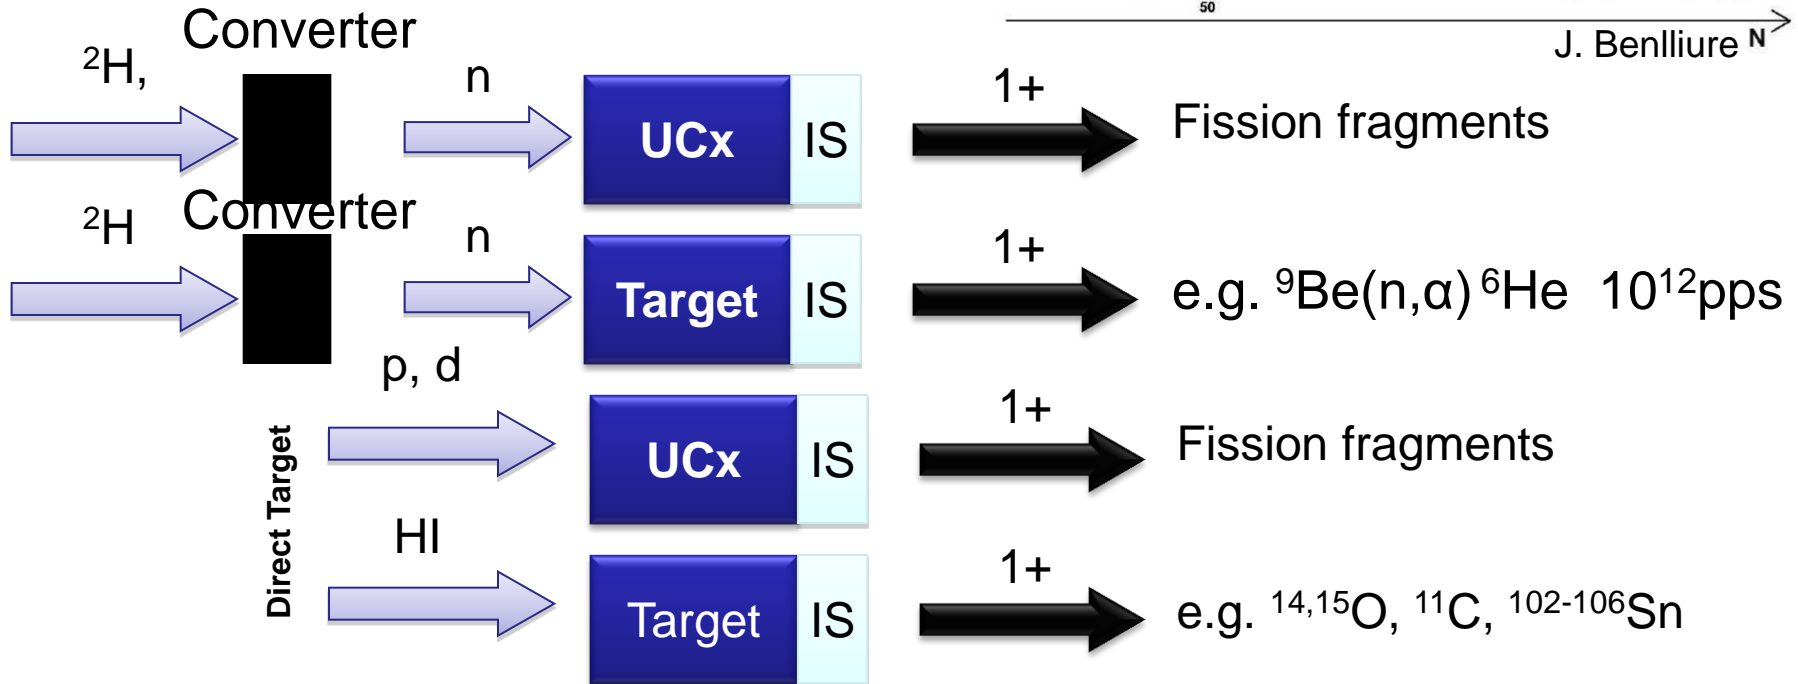 50
J. Benlliure N
Converter
²H, n UCx IS 1+ Fission fragments
Converter
²H n Target IS 1+ e.g. ⁹Be(n,α) ⁶He 10¹²pps
p, d UCx IS 1+ Fission fragments
Direct Target
HI Target IS 1+ e.g. ¹⁴,¹⁵O, ¹¹C, ¹⁰²⁻¹⁰⁶Sn